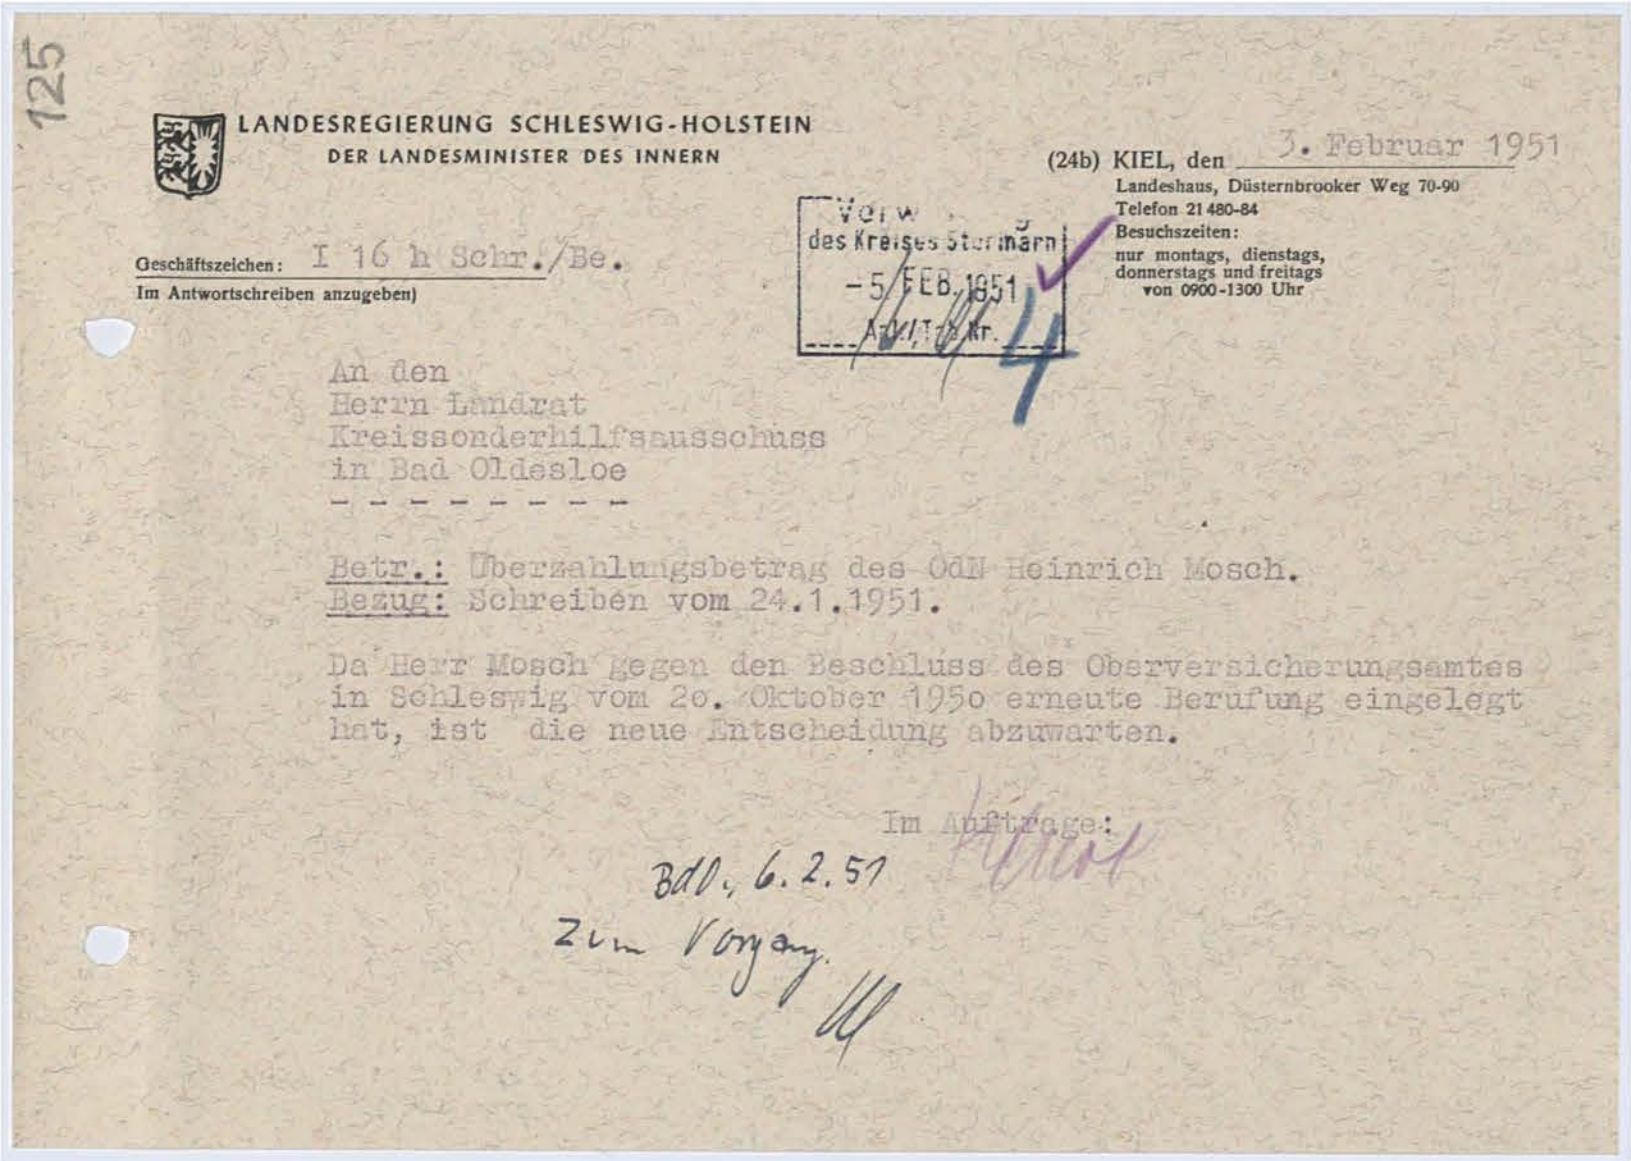 125
LANDESREGIERUNG SCHLESWIG-HOLSTEIN
DER LANDESMINISTER DES INNERN
(24b) KIEL, den 3. Februar 1951
Landeshaus, Düsternbrooker Weg 70-90
Telefon 21 480-84
Besuchszeiten:
nur montags, dienstags,
donnerstags und freitags
von 0900-1300 Uhr
des Kreises Stormarn
-5. FEB. 1951
Nr.
4
Geschäftszeichen: I 16 h Schr./Be.
Im Antwortschreiben anzugeben)
An den
Herrn Landrat
Kreissonderhilfsausschuss
in Bad Oldesloe
- - - - - - - -
Betr.: Überzahlungsbetrag des OdN Heinrich Mosch.
Bezug: Schreiben vom 24.1.1951.
Da Herr Mosch gegen den Beschluss des Oberversicherungsamtes
in Schleswig vom 2o. Oktober 195o erneute Berufung eingelegt
hat, ist die neue Entscheidung abzuwarten.
Im Auftrage:
BdO., 6.2.51
Zum Vorgang.